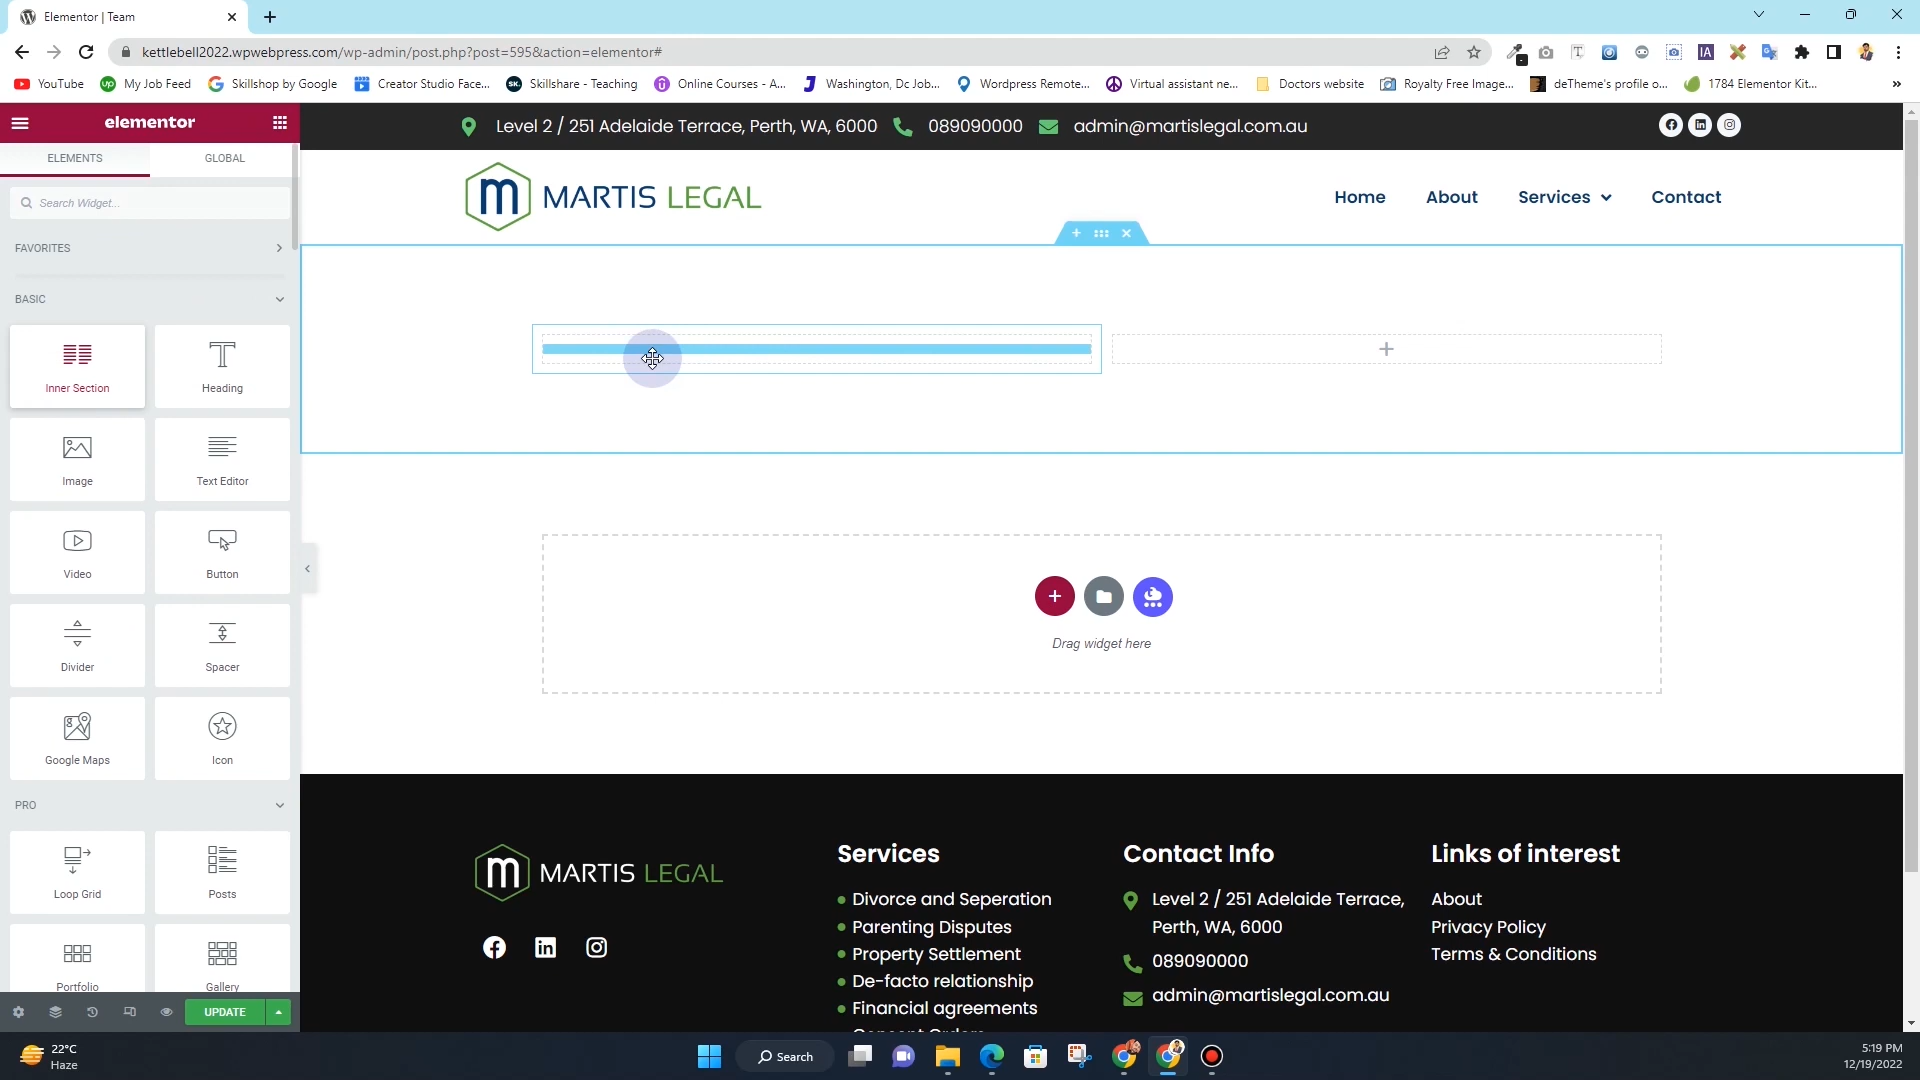 Elementor | Team
kettlebell2022.wpwebpress.com/wp-admin/post.php?post=595&action=elementor#
YouTube
My Job Feed
Skillshop by Google
Creator Studio Face...
Skillshare - Teaching
Online Courses - A...
Washington, Dc Job...
Wordpress Remote...
Virtual assistant ne...
Doctors website
Royalty Free Image...
deTheme's profile o...
1784 Elementor Kit...
elementor
Level 2 / 251 Adelaide Terrace, Perth, WA, 6000
089090000
admin@martislegal.com.au
ELEMENTS
GLOBAL
Search Widget...
MARTIS LEGAL
Home
About
Services
Contact
FAVORITES
BASIC
Inner Section
Heading
Image
Text Editor
Video
Button
Divider
Spacer
Google Maps
Icon
PRO
Loop Grid
Posts
Portfolio
Gallery
UPDATE
Drag widget here
MARTIS LEGAL
Services
Divorce and Seperation
Parenting Disputes
Property Settlement
De-facto relationship
Financial agreements
Contact Info
Level 2 / 251 Adelaide Terrace,
Perth, WA, 6000
089090000
admin@martislegal.com.au
Links of interest
About
Privacy Policy
Terms & Conditions
22°C
Haze
Search
5:19 PM
12/19/2022